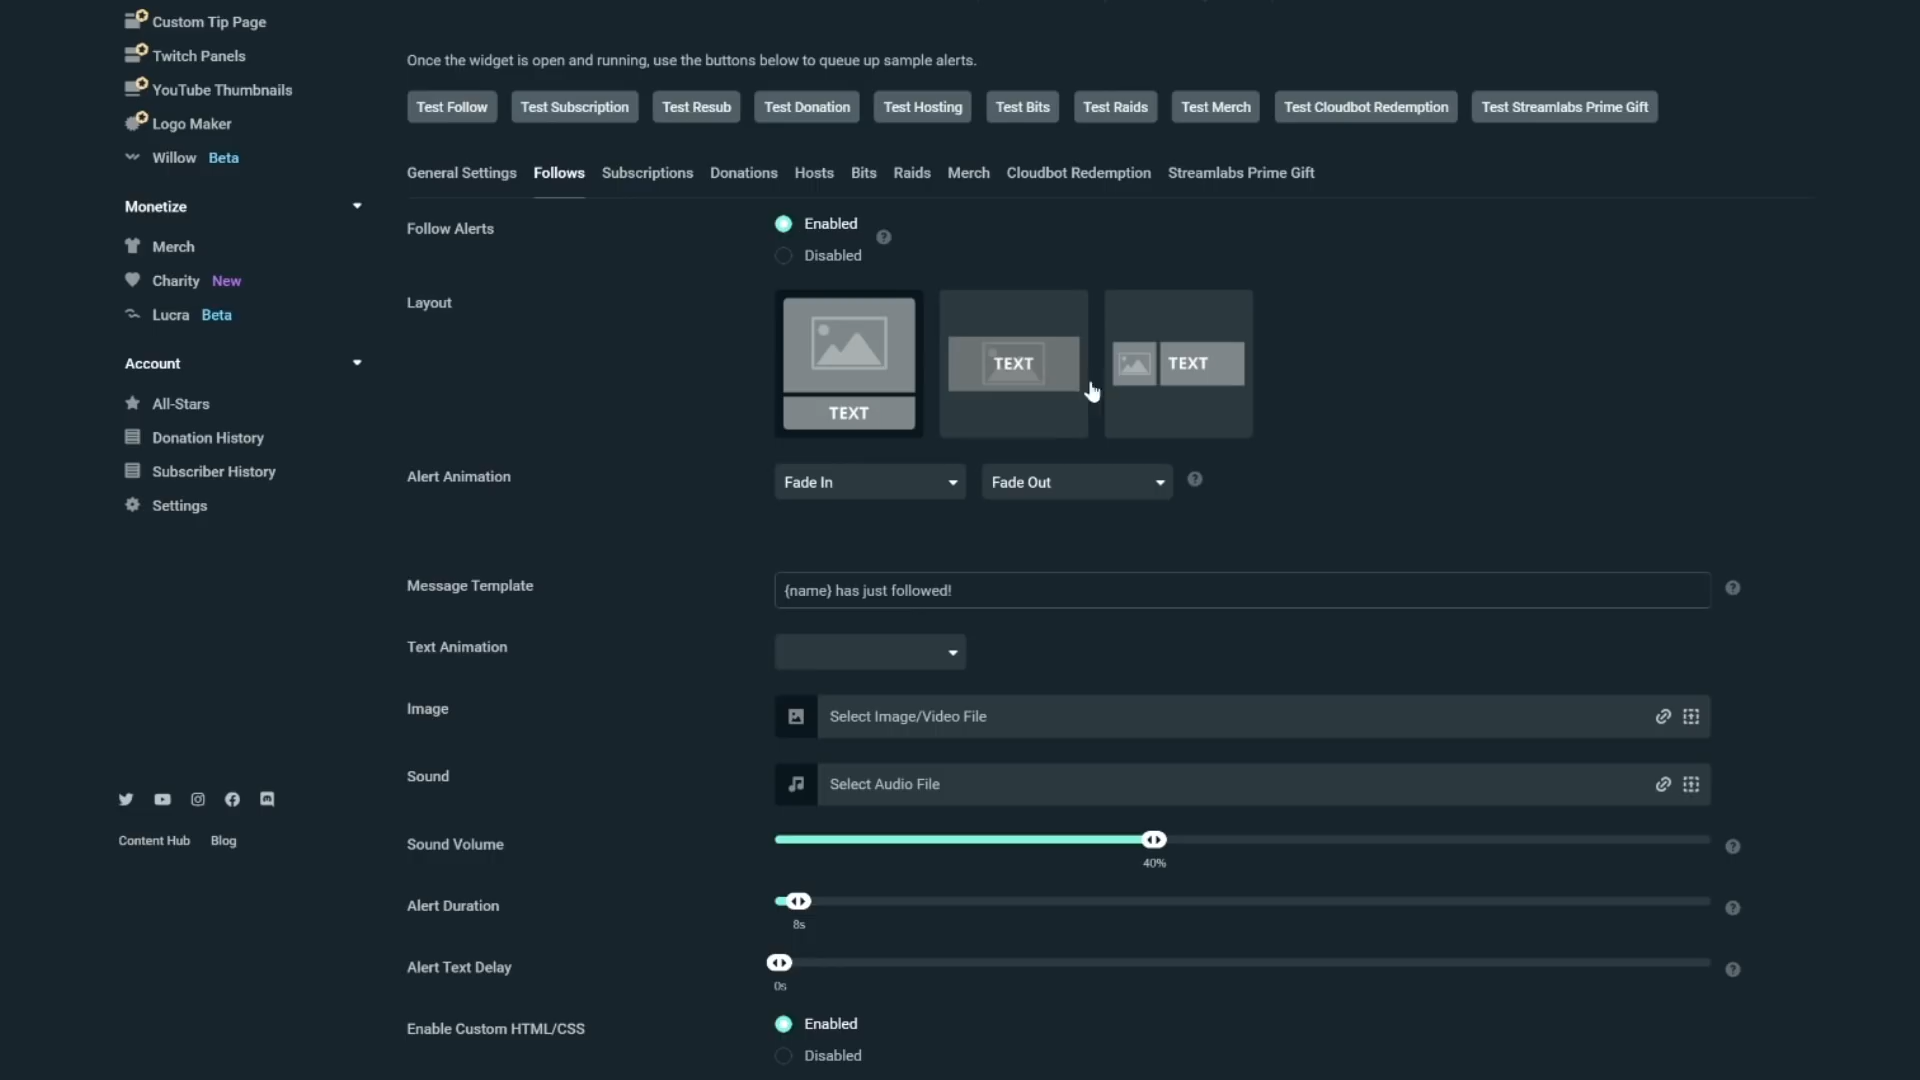 Custom Tip Page
Twitch Panels
YouTube Thumbnails
Logo Maker
Willow Beta
Monetize
Merch
Charity New
Lucra Beta
Account
All-Stars
Donation History
Subscriber History
Settings
Content Hub Blog
Once the widget is open and running, use the buttons below to queue up sample alerts.
Test Follow Test Subscription Test Resub Test Donation Test Hosting Test Bits Test Raids Test Merch Test Cloudbot Redemption Test Streamlabs Prime Gift
General Settings Follows Subscriptions Donations Hosts Bits Raids Merch Cloudbot Redemption Streamlabs Prime Gift
Follow Alerts
Enabled
Disabled
Layout
TEXT
TEXT
TEXT
Alert Animation
Fade In Fade Out
Message Template
{name} has just followed!
Text Animation
Image
Select Image/Video File
Sound
Select Audio File
Sound Volume
40%
Alert Duration
8s
Alert Text Delay
0s
Enable Custom HTML/CSS
Enabled
Disabled